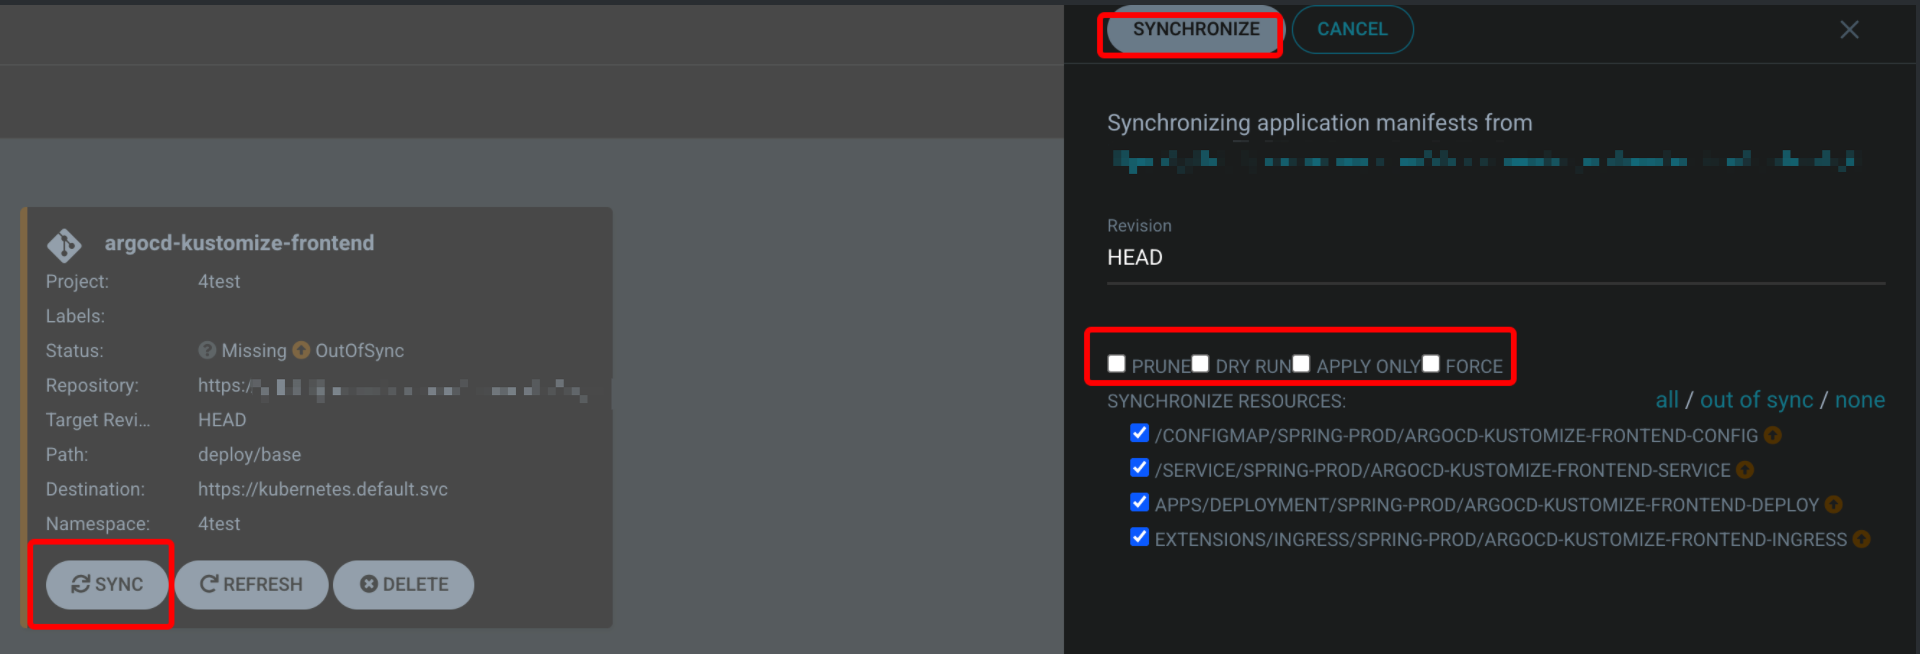 argocd-kustomize-frontend
Project: 4test
Labels:
Status: Missing OutOfSync
Repository: https:/
Target Revi... HEAD
Path: deploy/base
Destination: https://kubernetes.default.svc
Namespace: 4test
SYNC REFRESH DELETE
SYNCHRONIZE CANCEL
Synchronizing application manifests from
Revision
HEAD
PRUNE DRY RUN APPLY ONLY FORCE
SYNCHRONIZE RESOURCES: all / out of sync / none
/CONFIGMAP/SPRING-PROD/ARGOCD-KUSTOMIZE-FRONTEND-CONFIG
/SERVICE/SPRING-PROD/ARGOCD-KUSTOMIZE-FRONTEND-SERVICE
APPS/DEPLOYMENT/SPRING-PROD/ARGOCD-KUSTOMIZE-FRONTEND-DEPLOY
EXTENSIONS/INGRESS/SPRING-PROD/ARGOCD-KUSTOMIZE-FRONTEND-INGRESS